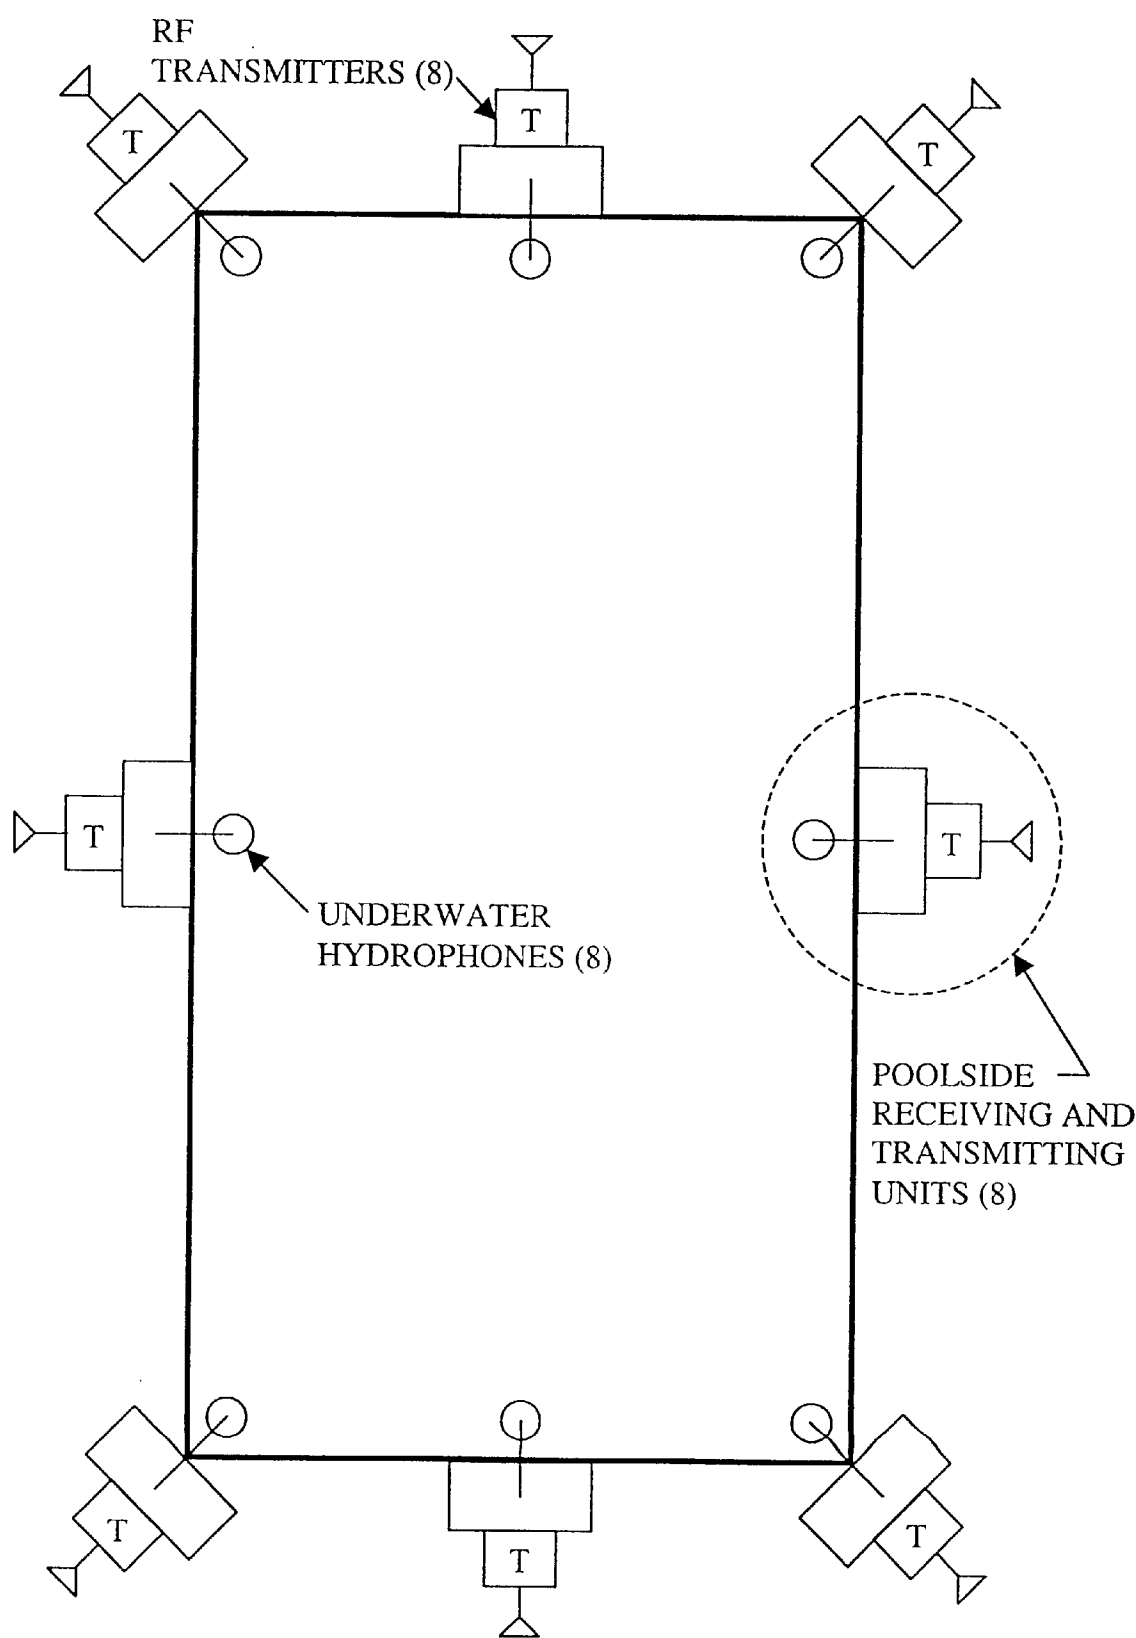 RF
TRANSMITTERS (8)
T
T
T
T
T
UNDERWATER
HYDROPHONES (8)
POOLSIDE
RECEIVING AND
TRANSMITTING
UNITS (8)
T
T
T